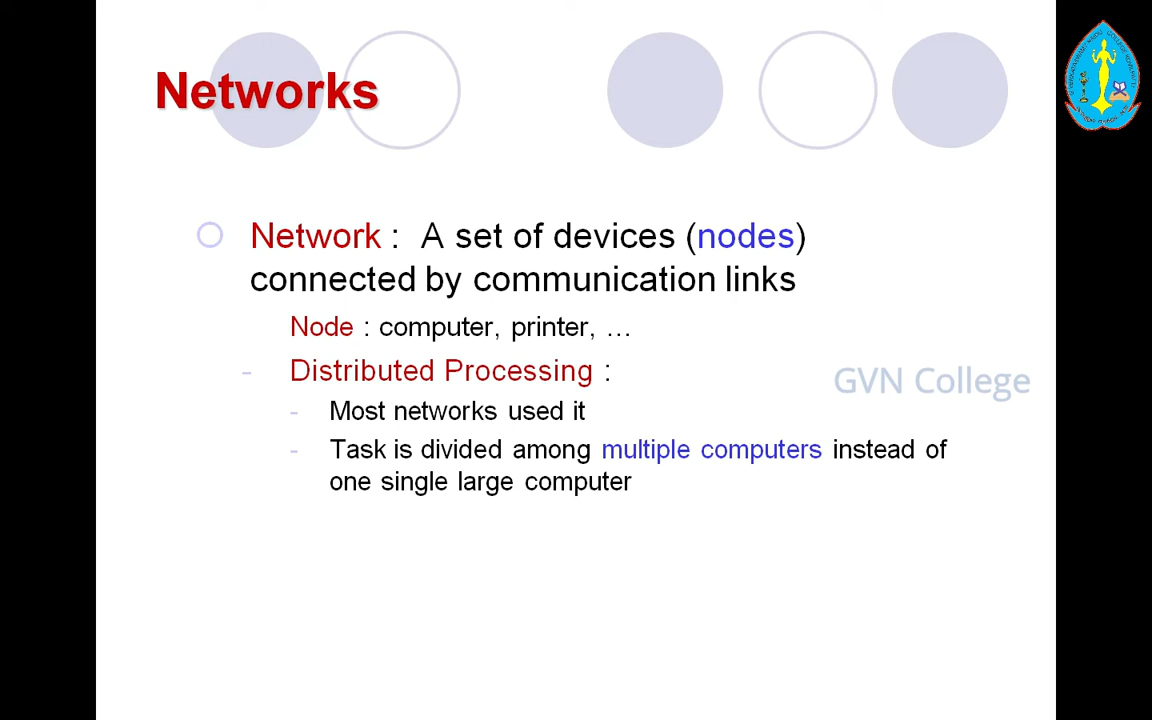 Networks
Network : A set of devices (nodes)
connected by communication links
Node : computer, printer, …
- Distributed Processing :
GVN College
- Most networks used it
- Task is divided among multiple computers instead of
one single large computer